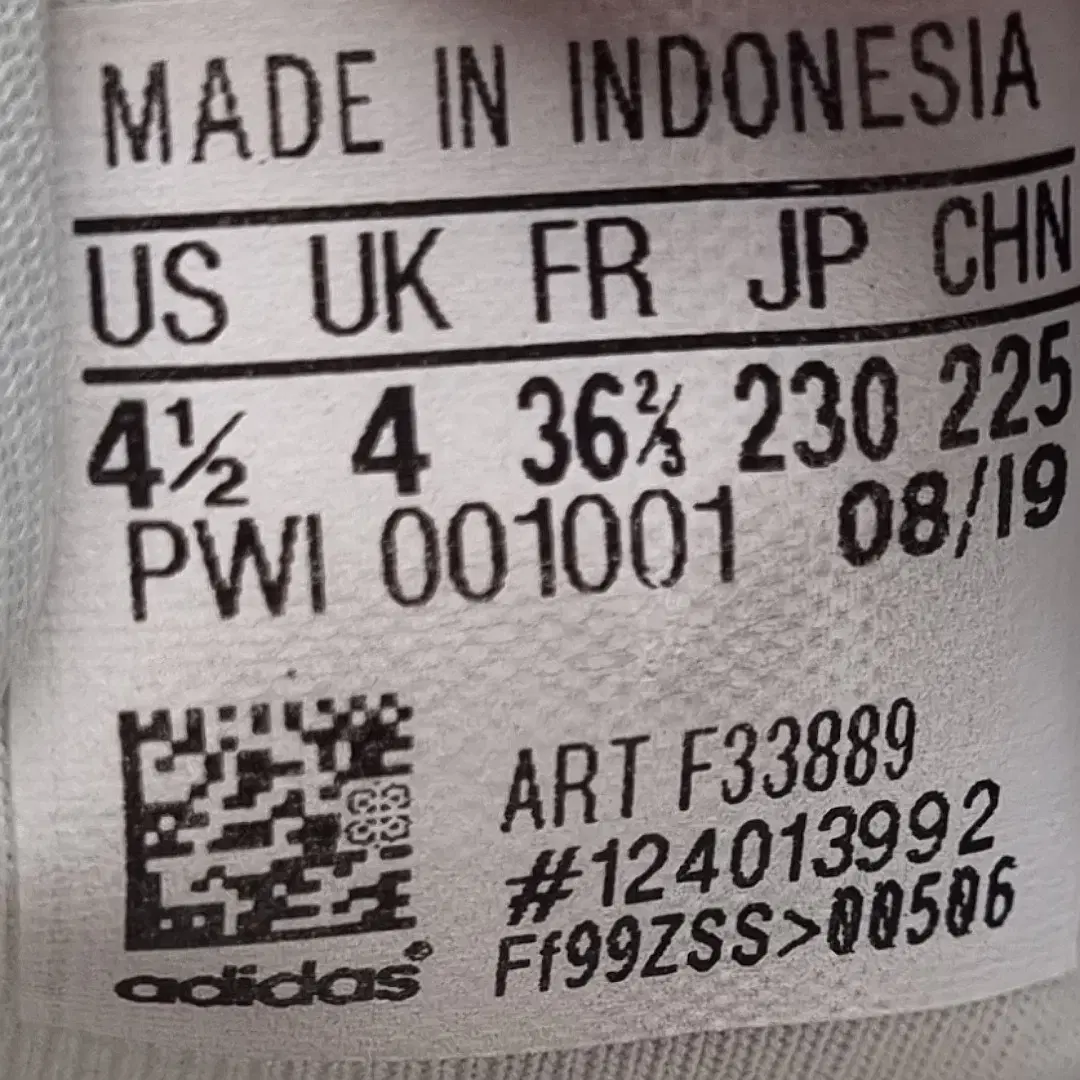 MADE IN INDONESIA
US UK FR JP CHN
4½ 4 36⅔ 230 225
PWI 001001 08/19
ART F33889
#124013992
Ff99ZSS>00506
adidas®